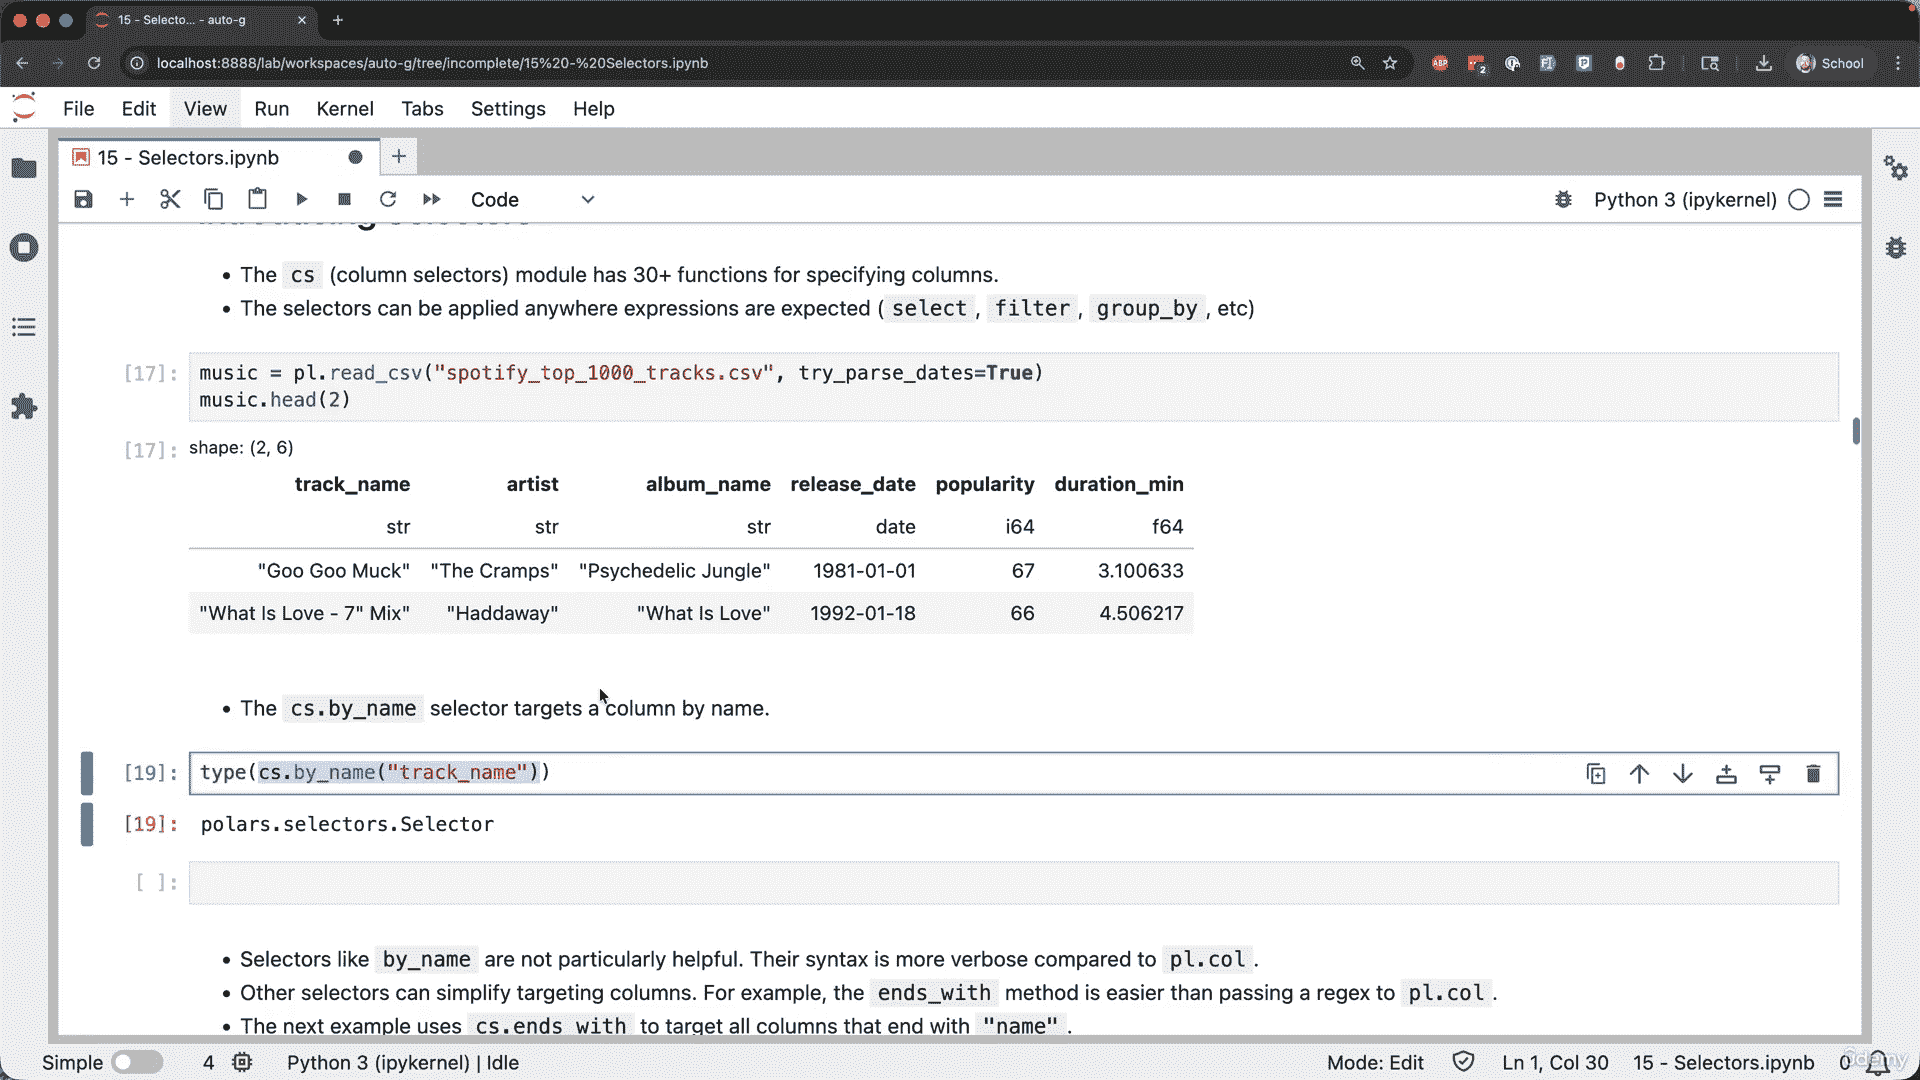 15 - Selecto... - auto-g
localhost:8888/lab/workspaces/auto-g/tree/incomplete/15%20-%20Selectors.ipynb
ABP
2
School
File Edit View Run Kernel Tabs Settings Help
15 - Selectors.ipynb
Code
Python 3 (ipykernel)
• The cs (column selectors) module has 30+ functions for specifying columns.
• The selectors can be applied anywhere expressions are expected ( select , filter , group_by , etc)
[17]: music = pl.read_csv("spotify_top_1000_tracks.csv", try_parse_dates=True)
music.head(2)
[17]: shape: (2, 6)
track_name artist album_name release_date popularity duration_min
str str str date i64 f64
"Goo Goo Muck" "The Cramps" "Psychedelic Jungle" 1981-01-01 67 3.100633
"What Is Love - 7" Mix" "Haddaway" "What Is Love" 1992-01-18 66 4.506217
• The cs.by_name selector targets a column by name.
[19]: type(cs.by_name("track_name"))
[19]: polars.selectors.Selector
[ ]:
• Selectors like by_name are not particularly helpful. Their syntax is more verbose compared to pl.col .
• Other selectors can simplify targeting columns. For example, the ends_with method is easier than passing a regex to pl.col .
• The next example uses cs.ends_with to target all columns that end with "name" .
Simple 4 Python 3 (ipykernel) | Idle Mode: Edit Ln 1, Col 30 15 - Selectors.ipynb 0